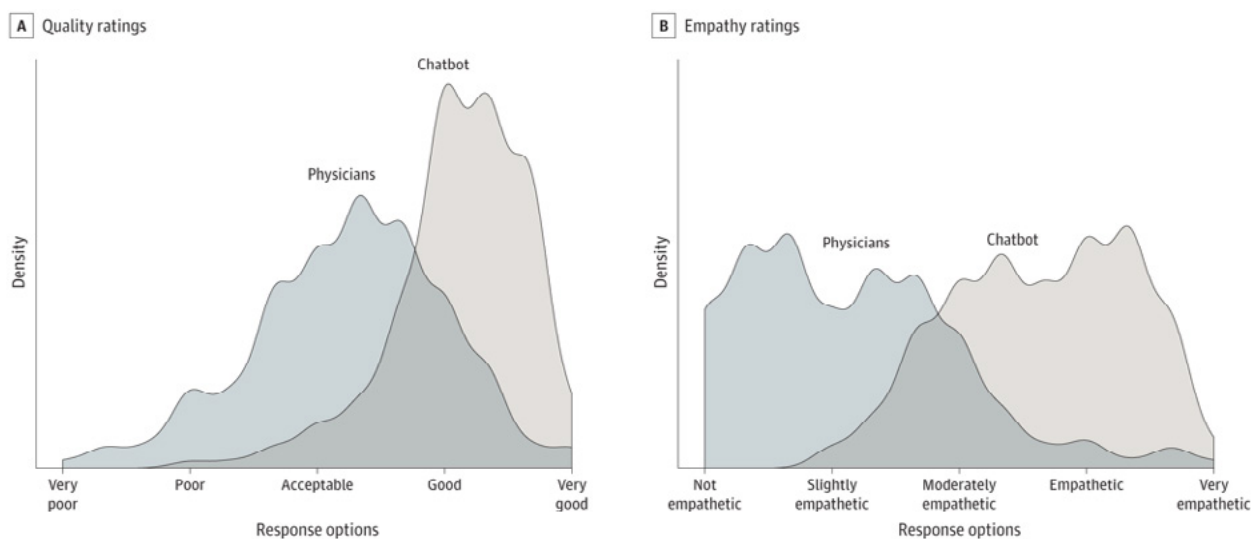 A Quality ratings
Chatbot
Physicians
Density
Very poor
Poor
Acceptable
Good
Very good
Response options
B Empathy ratings
Physicians
Chatbot
Density
Not empathetic
Slightly empathetic
Moderately empathetic
Empathetic
Very empathetic
Response options